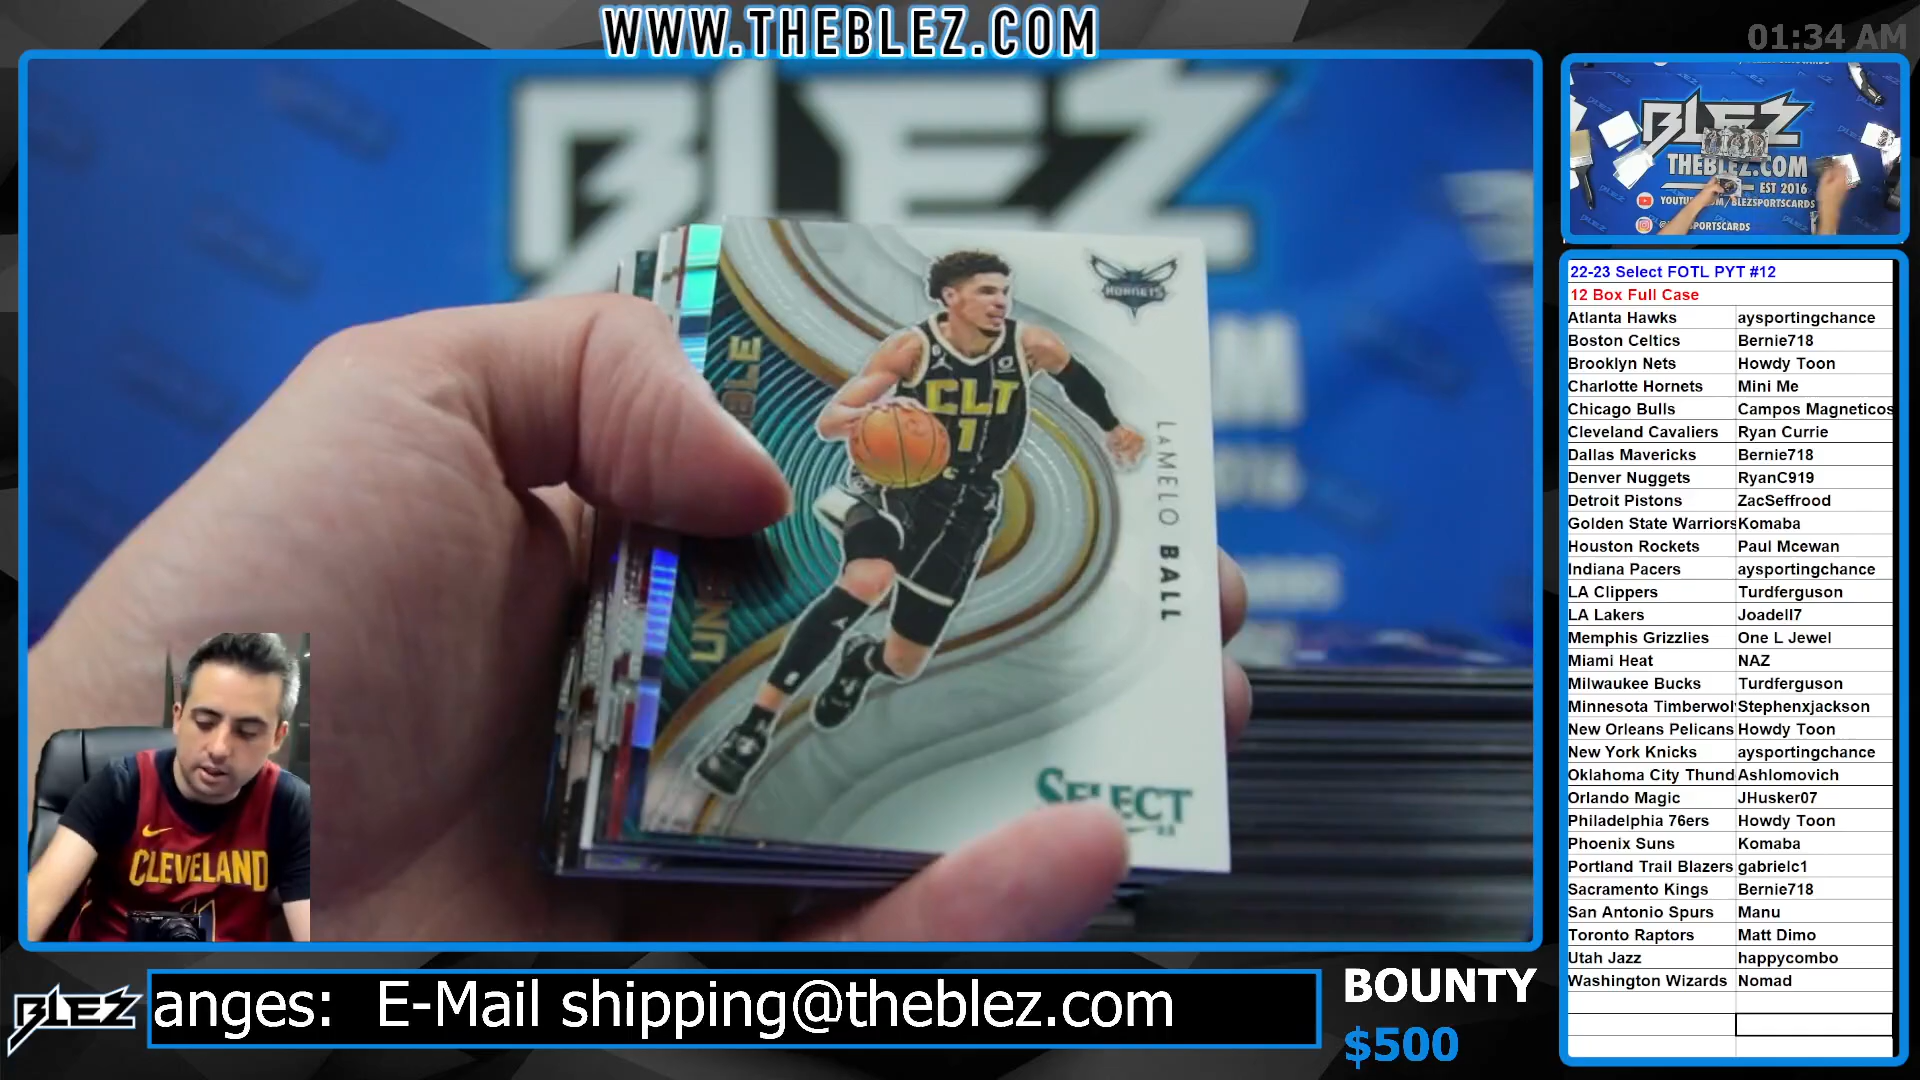 WWW.THEBLEZ.COM
01:34 AM
BLEZ
HORNETS
CLT
1
LAMELO BALL
UN
BLE
SELECT
CLEVELAND
BLEZ
THEBLEZ.COM
EST 2016
22-23 Select FOTL PYT #12
12 Box Full Case
Atlanta Hawks aysportingchance
Boston Celtics Bernie718
Brooklyn Nets Howdy Toon
Charlotte Hornets Mini Me
Chicago Bulls Campos Magneticos
Cleveland Cavaliers Ryan Currie
Dallas Mavericks Bernie718
Denver Nuggets RyanC919
Detroit Pistons ZacSeffrood
Golden State Warriors Komaba
Houston Rockets Paul Mcewan
Indiana Pacers aysportingchance
LA Clippers Turdferguson
LA Lakers Joadell7
Memphis Grizzlies One L Jewel
Miami Heat NAZ
Milwaukee Bucks Turdferguson
Minnesota Timberwol Stephenxjackson
New Orleans Pelicans Howdy Toon
New York Knicks aysportingchance
Oklahoma City Thund Ashlomovich
Orlando Magic JHusker07
Philadelphia 76ers Howdy Toon
Phoenix Suns Komaba
Portland Trail Blazers gabrielc1
Sacramento Kings Bernie718
San Antonio Spurs Manu
Toronto Raptors Matt Dimo
Utah Jazz happycombo
Washington Wizards Nomad
BLEZ
anges: E-Mail shipping@theblez.com
BOUNTY
$500